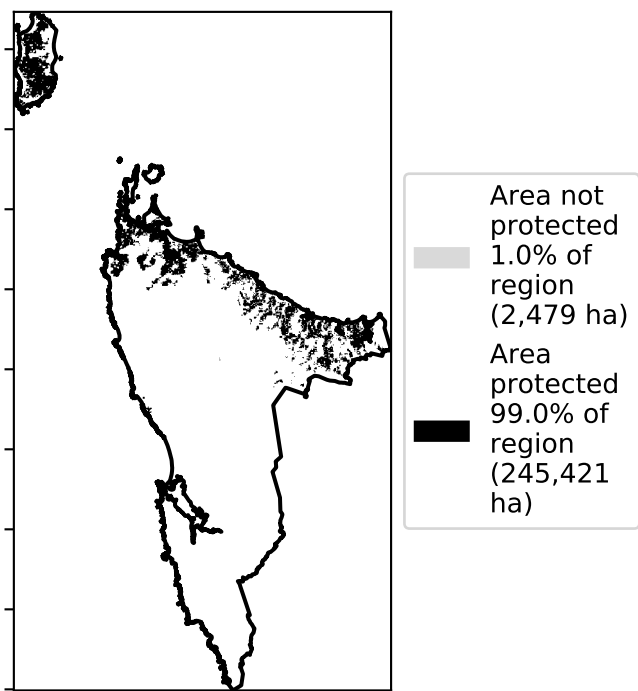 Area not
protected
1.0% of
region
(2,479 ha)
Area
protected
99.0% of
region
(245,421
ha)